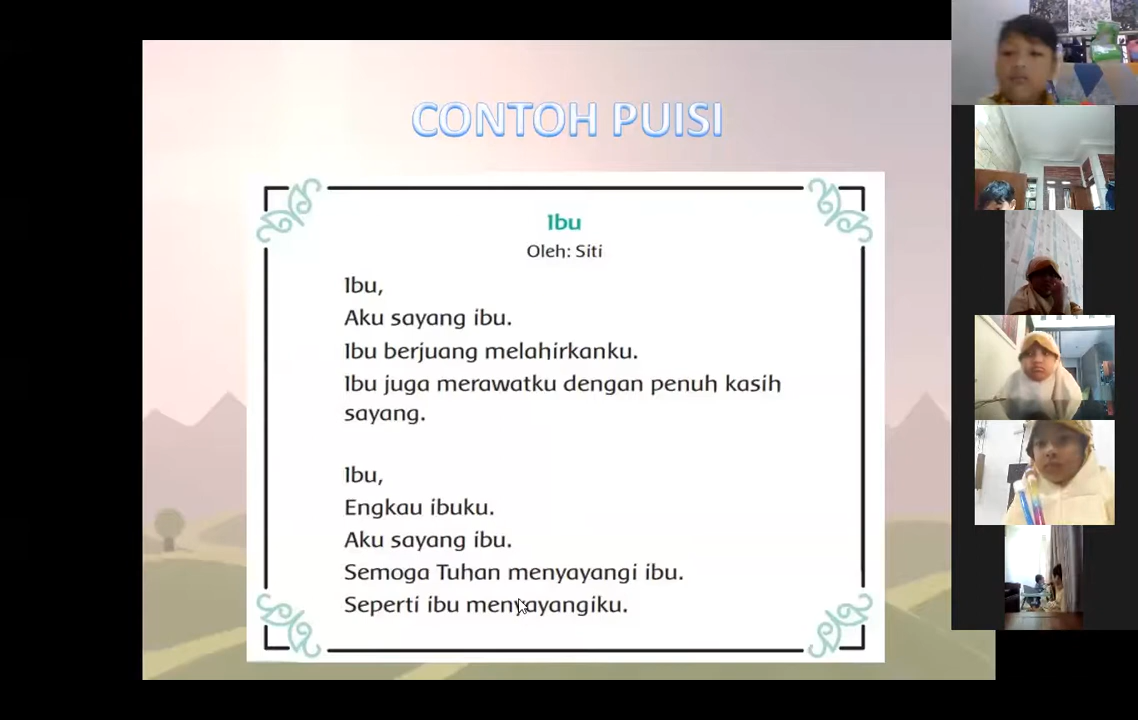 CONTOH PUISI
Ibu
Oleh: Siti
Ibu,
Aku sayang ibu.
Ibu berjuang melahirkanku.
Ibu juga merawatku dengan penuh kasih
sayang.
Ibu,
Engkau ibuku.
Aku sayang ibu.
Semoga Tuhan menyayangi ibu.
Seperti ibu menyayangiku.